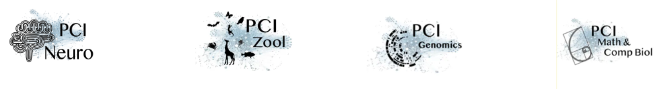 PCI
Neuro
PCI
Zool
PCI
Genomics
PCI
Math &
Comp Biol